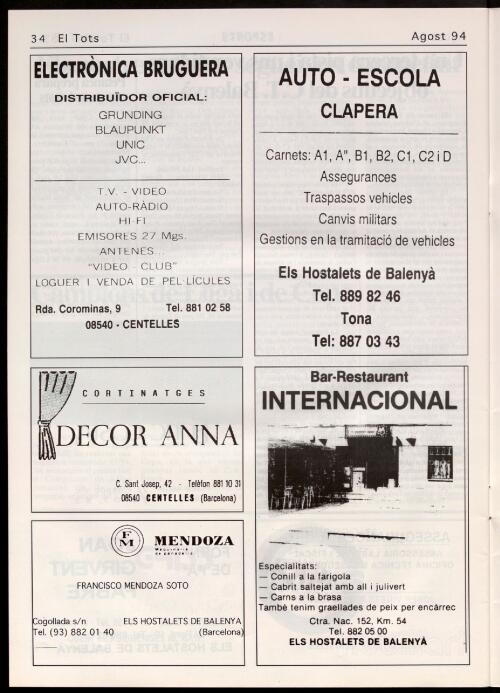 34 El Tots
Agost 94
ELECTRÒNICA BRUGUERA
DISTRIBUÏDOR OFICIAL:
GRUNDING
BLAUPUNKT
UNIC
JVC...
T.V. - VIDEO
AUTO-RÀDIO
HI-FI
EMISORES 27 Mgs.
ANTENES...
"VIDEO - CLUB"
LLOGUER I VENDA DE PEL·LÍCULES
Rda. Corominas, 9 Tel. 881 02 58
08540 - CENTELLES
AUTO - ESCOLA
CLAPERA
Carnets: A1, A", B1, B2, C1, C2 i D
Assegurances
Traspassos vehicles
Canvis militars
Gestions en la tramitació de vehicles
Els Hostalets de Balenyà
Tel. 889 82 46
Tona
Tel: 887 03 43
CORTINATGES
DECOR ANNA
C. Sant Josep, 42 - Telèfon 881 10 31
08540 CENTELLES (Barcelona)
Bar-Restaurant
INTERNACIONAL
Especialitats:
— Conill a la farigola
— Cabrit saltejat amb all i julivert
— Carns a la brasa
També tenim graellades de peix per encàrrec
Ctra. Nac. 152, Km. 54
Tel. 882 05 00
ELS HOSTALETS DE BALENYÀ
FM MENDOZA
Maquinària
de panaderia
FRANCISCO MENDOZA SOTO
Cogollada s/n ELS HOSTALETS DE BALENYA
Tel. (93) 882 01 40 (Barcelona)